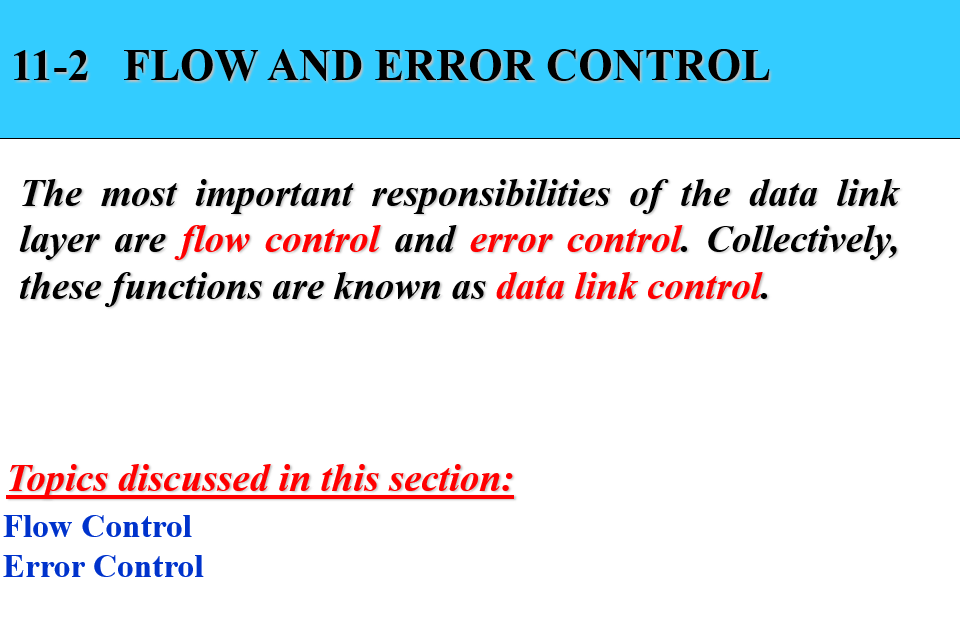 11-2 FLOW AND ERROR CONTROL
The most important responsibilities of the data link
layer are flow control and error control. Collectively,
these functions are known as data link control.
Topics discussed in this section:
Flow Control
Error Control